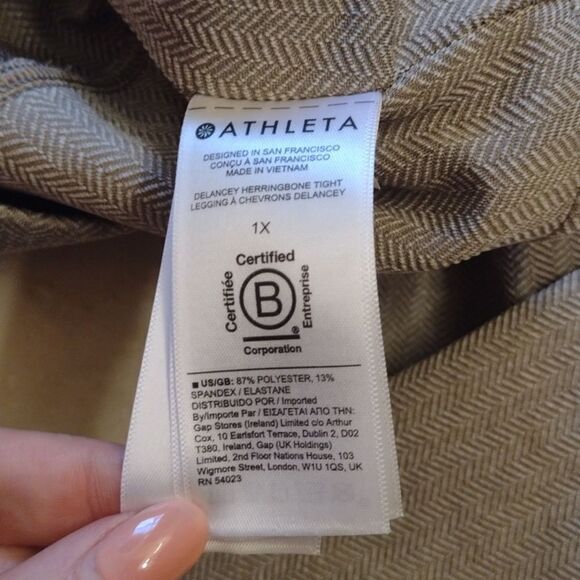 ATHLETA
DESIGNED IN SAN FRANCISCO
CONÇU À SAN FRANCISCO
MADE IN VIETNAM
DELANCEY HERRINGBONE TIGHT
LEGGING À CHEVRONS DELANCEY
1X
Certified
Certifiée
B
Entreprise
®
Corporation
■ US/GB: 87% POLYESTER, 13%
SPANDEX / ELASTANE
DISTRIBUIDO POR / Imported
By/Importe Par / ΕΙΣΑΓΕΤΑΙ ΑΠΟ ΤΗΝ:
Gap Stores (Ireland) Limited c/o Arthur
Cox, 10 Earlsfort Terrace, Dublin 2, D02
T380, Ireland, Gap (UK Holdings)
Limited, 2nd Floor Nations House, 103
Wigmore Street, London, W1U 1QS, UK
RN 54023